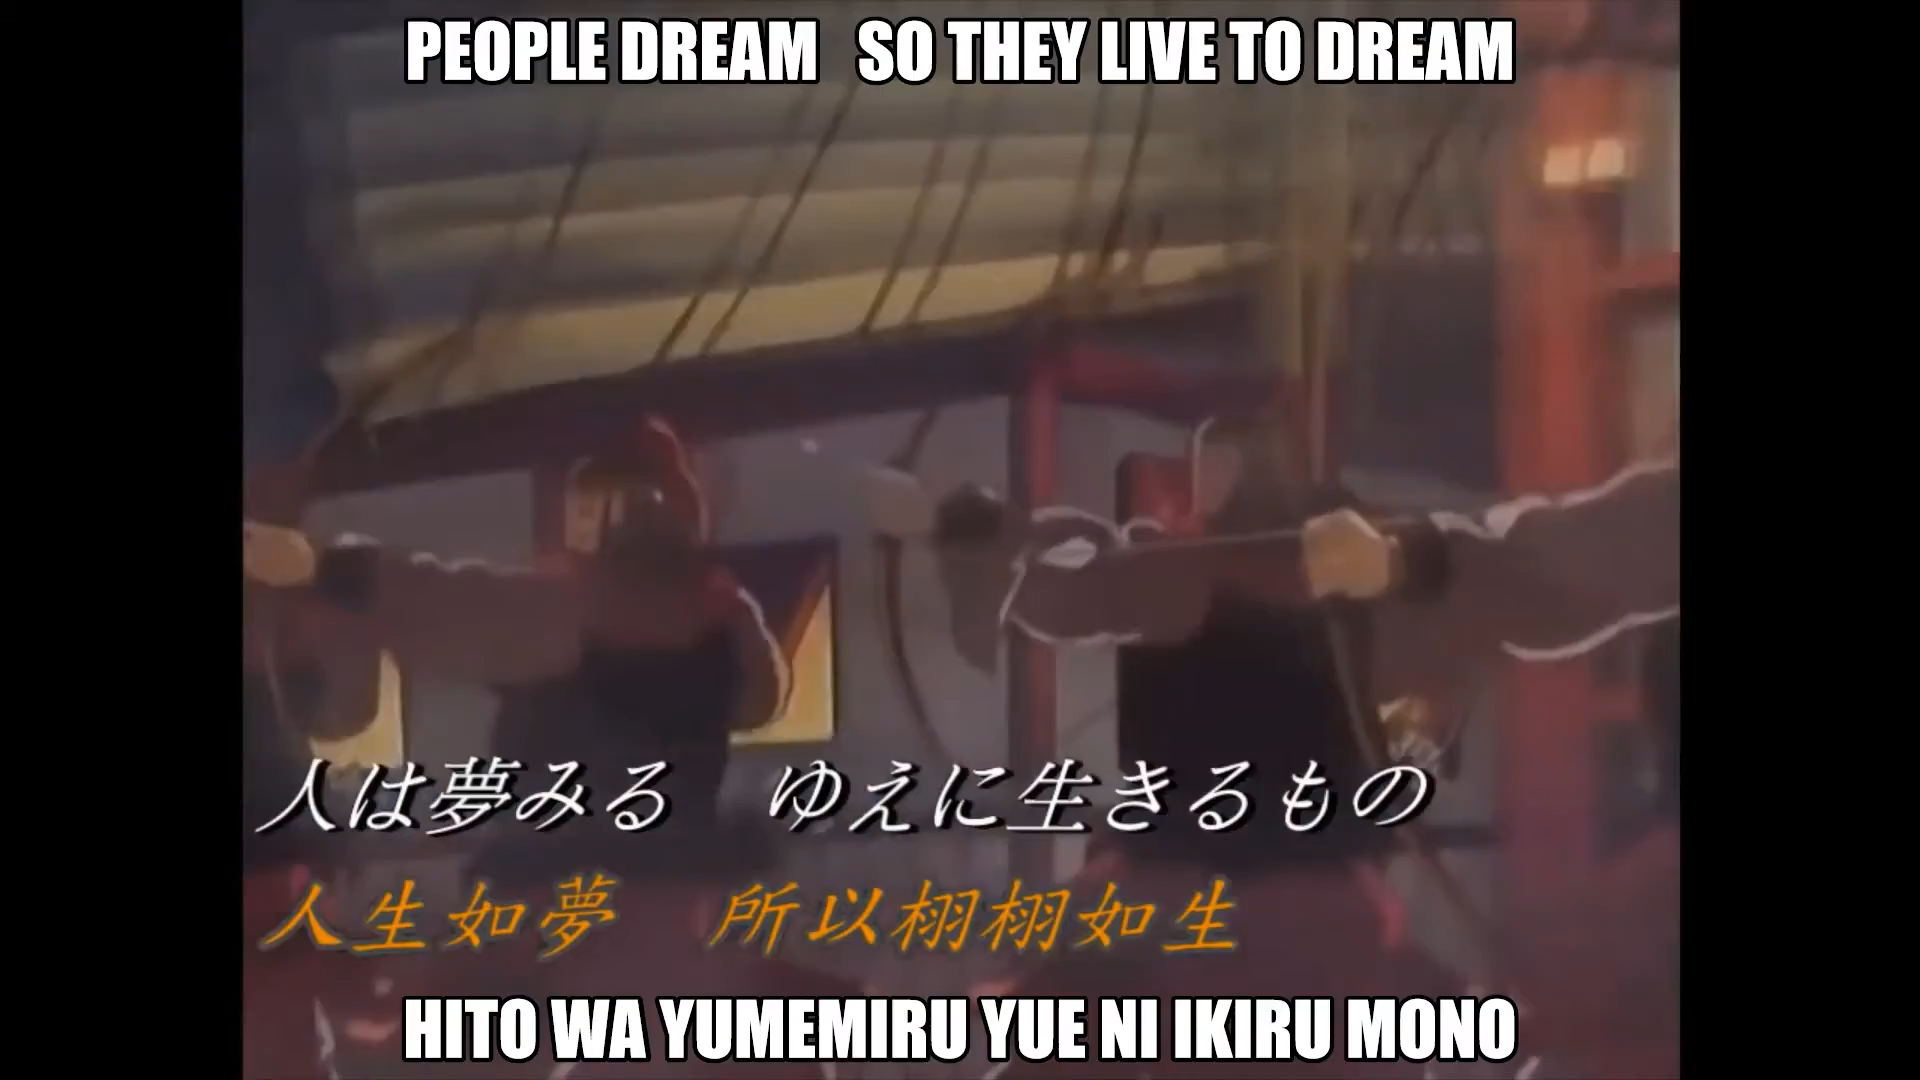 PEOPLE DREAM   SO THEY LIVE TO DREAM
人は夢みる　ゆえに生きるもの
人生如夢　所以栩栩如生
HITO WA YUMEMIRU YUE NI IKIRU MONO